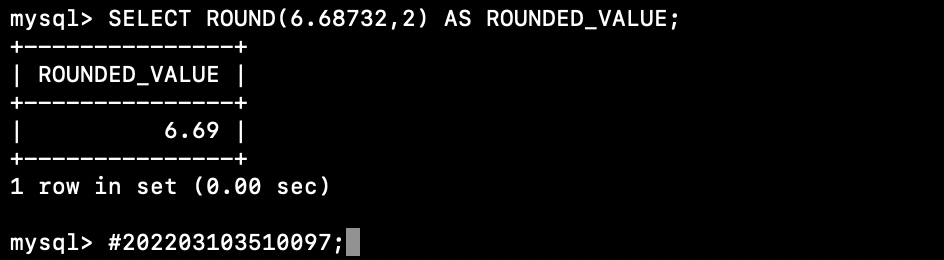 mysql> SELECT ROUND(6.68732,2) AS ROUNDED_VALUE;
+---------------+
| ROUNDED_VALUE |
+---------------+
|          6.69 |
+---------------+
1 row in set (0.00 sec)
mysql> #202203103510097;